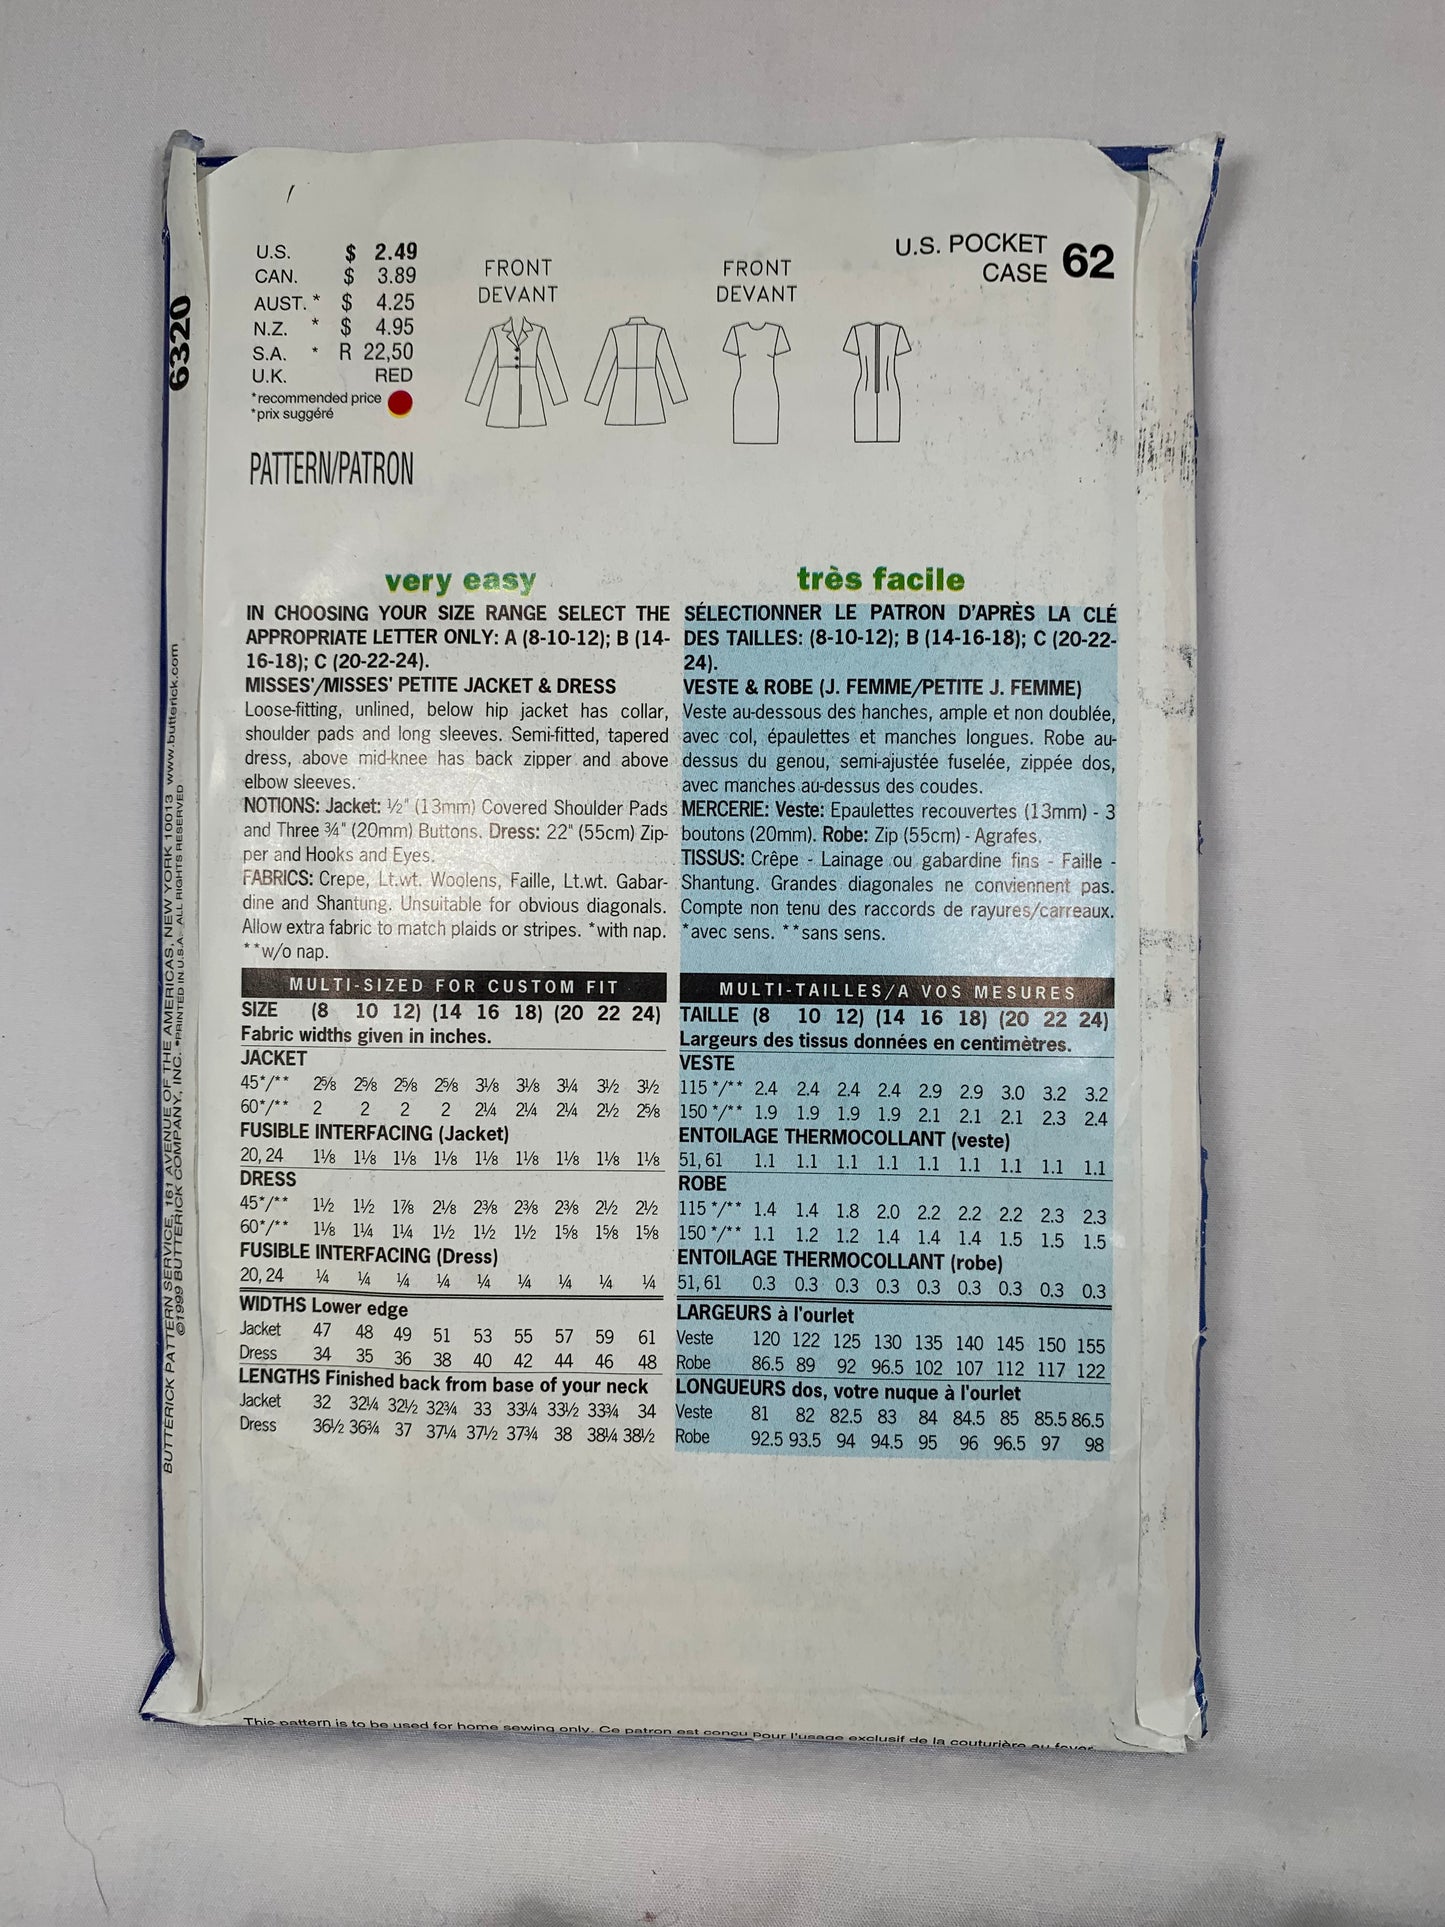 U.S. $ 2.49
CAN. $ 3.89
AUST. * $ 4.25
N.Z. * $ 4.95
S.A. * R 22,50
U.K. RED
*recommended price
*prix suggéré
PATTERN/PATRON
FRONT
DEVANT
FRONT
DEVANT
U.S. POCKET
CASE 62
6320
BUTTERICK PATTERN SERVICE, 161 AVENUE OF THE AMERICAS, NEW YORK 10013 www.butterick.com
©1999 BUTTERICK COMPANY, INC. •PRINTED IN U.S.A. ALL RIGHTS RESERVED
very easy
IN CHOOSING YOUR SIZE RANGE SELECT THE
APPROPRIATE LETTER ONLY: A (8-10-12); B (14-
16-18); C (20-22-24).
MISSES'/MISSES' PETITE JACKET & DRESS
Loose-fitting, unlined, below hip jacket has collar,
shoulder pads and long sleeves. Semi-fitted, tapered
dress, above mid-knee has back zipper and above
elbow sleeves.
NOTIONS: Jacket: ½" (13mm) Covered Shoulder Pads
and Three ¾" (20mm) Buttons. Dress: 22" (55cm) Zip-
per and Hooks and Eyes.
FABRICS: Crepe, Lt.wt. Woolens, Faille, Lt.wt. Gabar-
dine and Shantung. Unsuitable for obvious diagonals.
Allow extra fabric to match plaids or stripes. *with nap.
**w/o nap.
MULTI-SIZED FOR CUSTOM FIT
SIZE (8 10 12) (14 16 18) (20 22 24)
Fabric widths given in inches.
JACKET
45*/** 2⅝ 2⅝ 2⅝ 2⅝ 3⅛ 3⅛ 3¼ 3½ 3½
60*/** 2 2 2 2 2¼ 2¼ 2¼ 2½ 2⅝
FUSIBLE INTERFACING (Jacket)
20, 24 1⅛ 1⅛ 1⅛ 1⅛ 1⅛ 1⅛ 1⅛ 1⅛ 1⅛
DRESS
45*/** 1½ 1½ 1⅞ 2⅛ 2⅜ 2⅜ 2⅜ 2½ 2½
60*/** 1⅛ 1¼ 1¼ 1½ 1½ 1½ 1⅝ 1⅝ 1⅝
FUSIBLE INTERFACING (Dress)
20, 24 ¼ ¼ ¼ ¼ ¼ ¼ ¼ ¼ ¼
WIDTHS Lower edge
Jacket 47 48 49 51 53 55 57 59 61
Dress 34 35 36 38 40 42 44 46 48
LENGTHS Finished back from base of your neck
Jacket 32 32¼ 32½ 32¾ 33 33¼ 33½ 33¾ 34
Dress 36½ 36¾ 37 37¼ 37½ 37¾ 38 38¼ 38½
très facile
SÉLECTIONNER LE PATRON D'APRÈS LA CLÉ
DES TAILLES: (8-10-12); B (14-16-18); C (20-22-
24).
VESTE & ROBE (J. FEMME/PETITE J. FEMME)
Veste au-dessous des hanches, ample et non doublée,
avec col, épaulettes et manches longues. Robe au-
dessus du genou, semi-ajustée fuselée, zippée dos,
avec manches au-dessus des coudes.
MERCERIE: Veste: Epaulettes recouvertes (13mm) - 3
boutons (20mm). Robe: Zip (55cm) - Agrafes.
TISSUS: Crêpe - Lainage ou gabardine fins - Faille -
Shantung. Grandes diagonales ne conviennent pas.
Compte non tenu des raccords de rayures/carreaux.
*avec sens. **sans sens.
MULTI-TAILLES/A VOS MESURES
TAILLE (8 10 12) (14 16 18) (20 22 24)
Largeurs des tissus données en centimètres.
VESTE
115*/** 2.4 2.4 2.4 2.4 2.9 2.9 3.0 3.2 3.2
150*/** 1.9 1.9 1.9 1.9 2.1 2.1 2.1 2.3 2.4
ENTOILAGE THERMOCOLLANT (veste)
51, 61 1.1 1.1 1.1 1.1 1.1 1.1 1.1 1.1 1.1
ROBE
115*/** 1.4 1.4 1.8 2.0 2.2 2.2 2.2 2.3 2.3
150*/** 1.1 1.2 1.2 1.4 1.4 1.4 1.5 1.5 1.5
ENTOILAGE THERMOCOLLANT (robe)
51, 61 0.3 0.3 0.3 0.3 0.3 0.3 0.3 0.3 0.3
LARGEURS à l'ourlet
Veste 120 122 125 130 135 140 145 150 155
Robe 86.5 89 92 96.5 102 107 112 117 122
LONGUEURS dos, votre nuque à l'ourlet
Veste 81 82 82.5 83 84 84.5 85 85.5 86.5
Robe 92.5 93.5 94 94.5 95 96 96.5 97 98
This pattern is to be used for home sewing only. Ce patron est conçu pour l'usage exclusif de la couturière au foyer